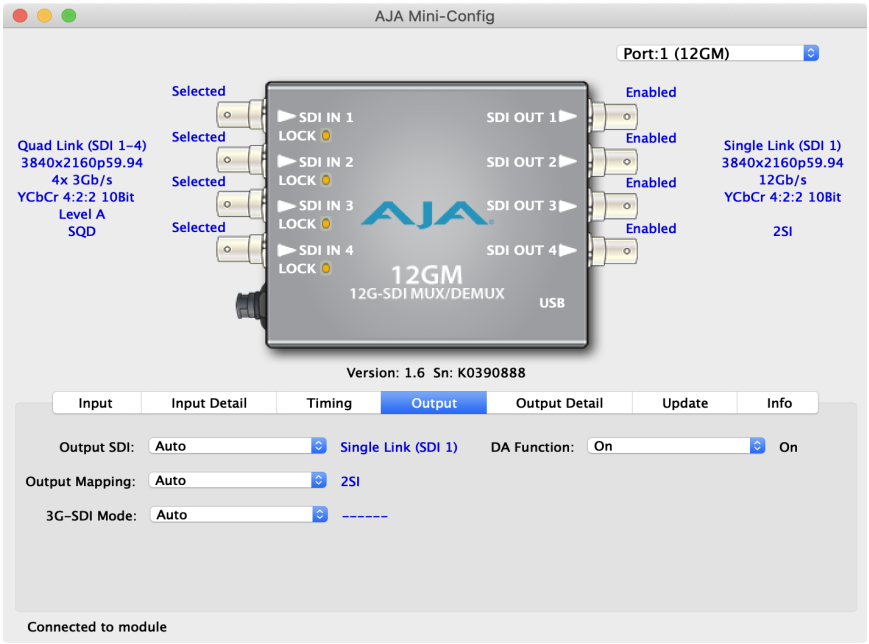 AJA Mini-Config
Port:1 (12GM)
Selected
Enabled
SDI IN 1
SDI OUT 1
LOCK
Selected
Enabled
Quad Link (SDI 1-4)
3840x2160p59.94
4x 3Gb/s
YCbCr 4:2:2 10Bit
Level A
SQD
SDI IN 2
SDI OUT 2
LOCK
Single Link (SDI 1)
3840x2160p59.94
12Gb/s
YCbCr 4:2:2 10Bit
2SI
Selected
Enabled
SDI IN 3
SDI OUT 3
LOCK
AJA
Selected
Enabled
SDI IN 4
SDI OUT 4
LOCK
12GM
12G-SDI MUX/DEMUX
USB
Version: 1.6 Sn: K0390888
Input Input Detail Timing Output Output Detail Update Info
Output SDI: Auto Single Link (SDI 1) DA Function: On On
Output Mapping: Auto 2SI
3G-SDI Mode: Auto ------
Connected to module